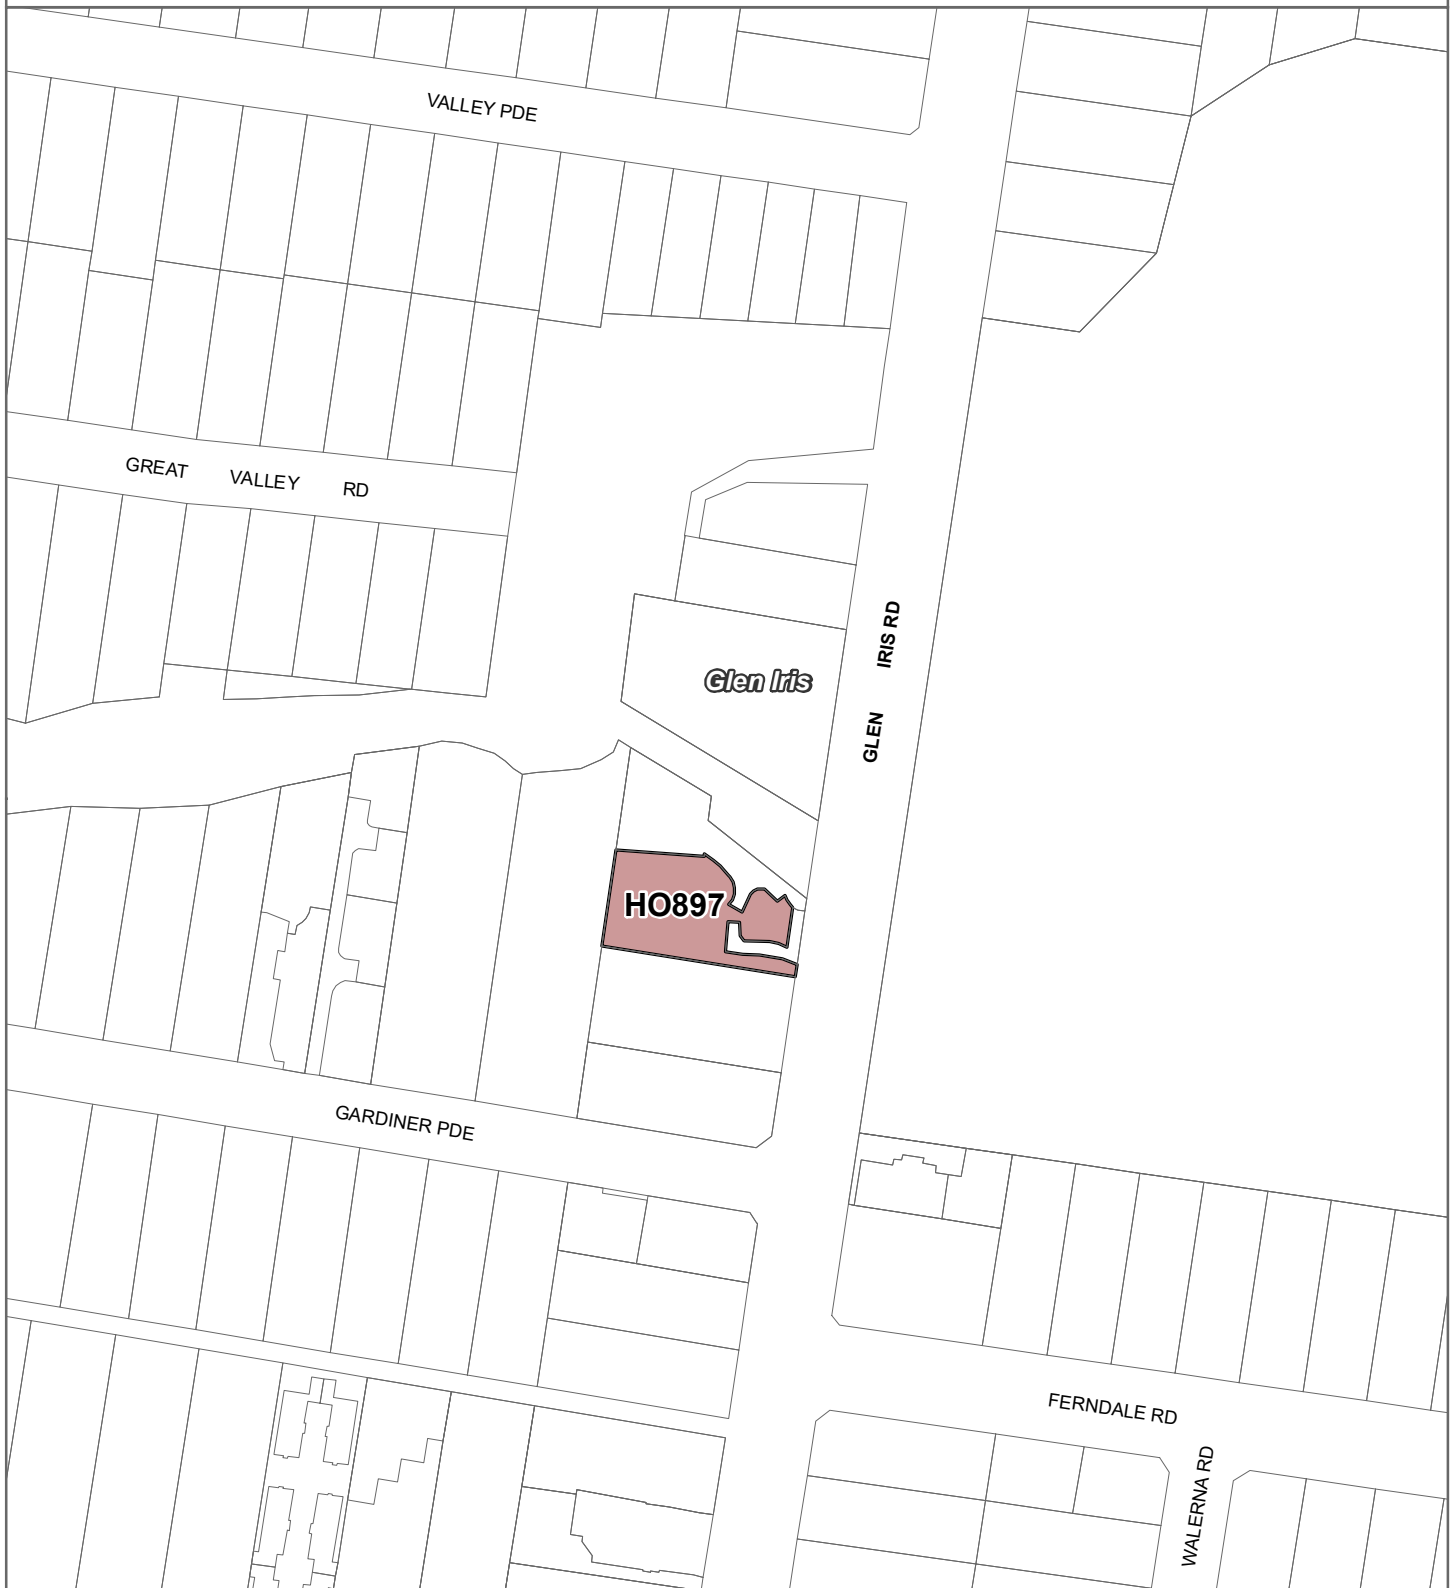 VALLEY PDE
GREAT VALLEY RD
GLEN IRIS RD
Glen Iris
HO897
GARDINER PDE
FERNDALE RD
WALERNA RD